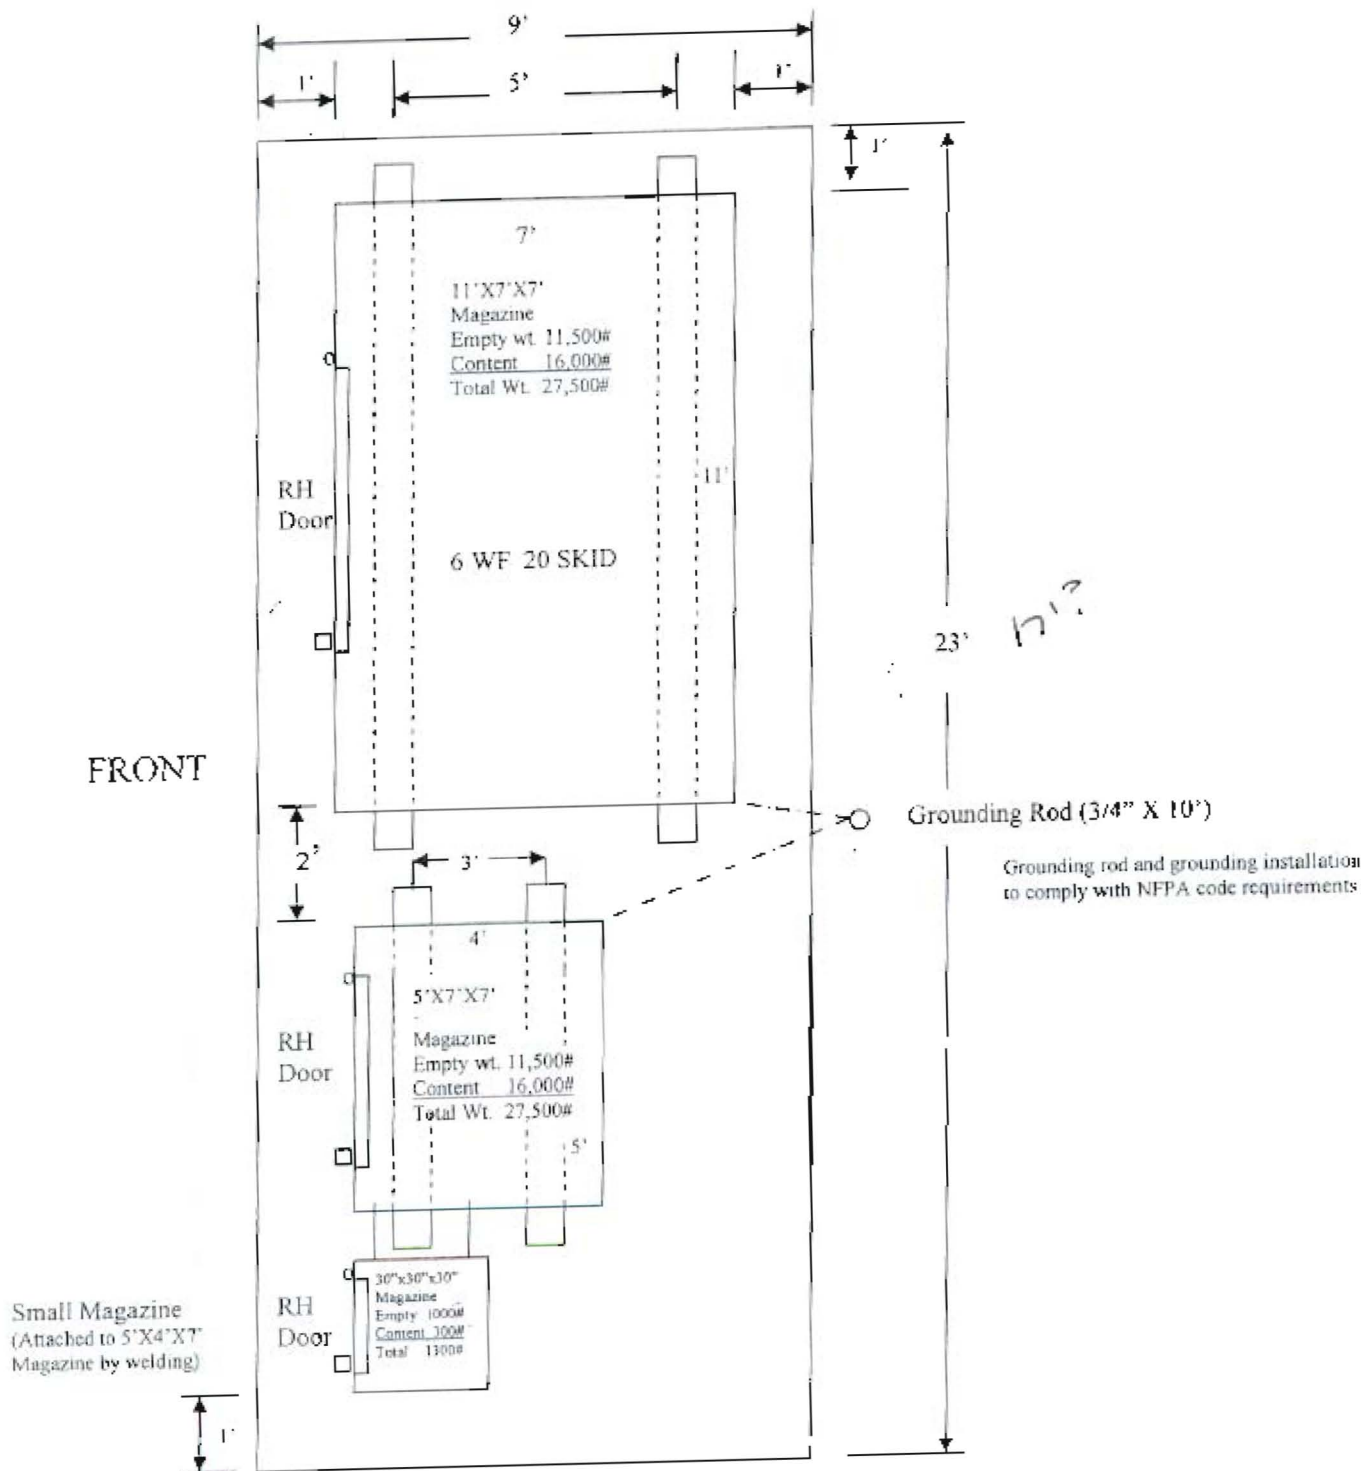 9'
1'
5'
1'
1'
7'
11'X7'X7'
Magazine
Empty wt. 11,500#
Content 16,000#
Total Wt. 27,500#
11'
RH
Door
6 WF 20 SKID
23'
FRONT
Grounding Rod (3/4" X 10')
2'
3'
Grounding rod and grounding installation
to comply with NFPA code requirements
4'
5'X7'X7'
Magazine
Empty wt. 11,500#
Content 16,000#
Total Wt. 27,500#
RH
Door
5'
30"x30"x30"
Magazine
Empty 1000#
Content 300#
Total 1300#
RH
Door
Small Magazine
(Attached to 5'X4'X7'
Magazine by welding)
1'